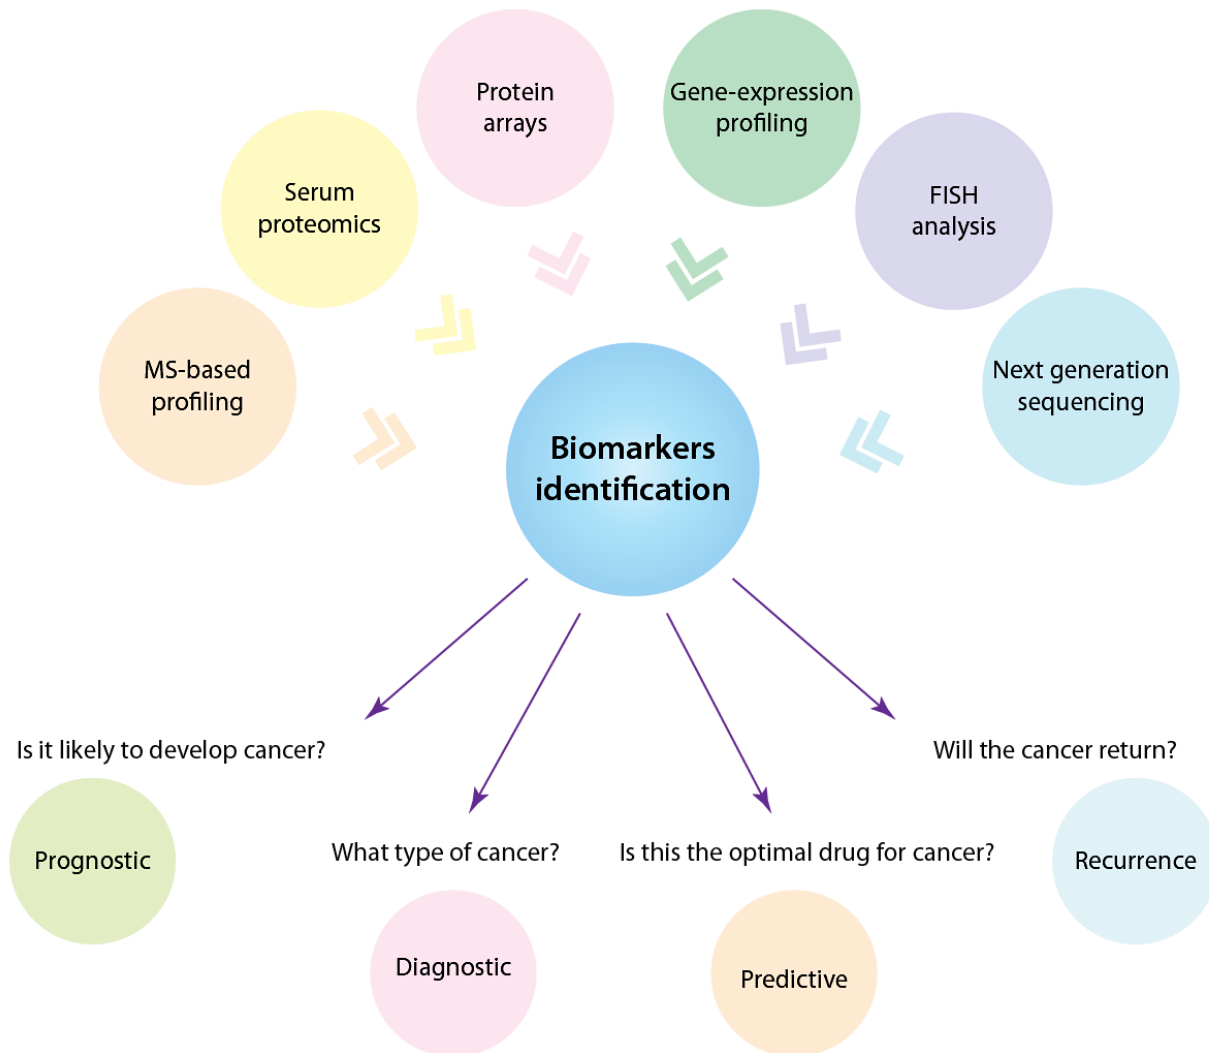 Protein
arrays
Gene-expression
profiling
Serum
proteomics
FISH
analysis
MS-based
profiling
Next generation
sequencing
Biomarkers
identification
Is it likely to develop cancer?
Will the cancer return?
Prognostic
What type of cancer?
Is this the optimal drug for cancer?
Recurrence
Diagnostic
Predictive